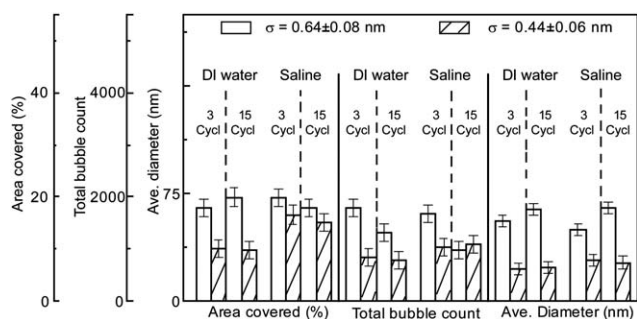 σ = 0.64±0.08 nm
σ = 0.44±0.06 nm
DI water
Saline
DI water
Saline
DI water
Saline
3 Cycl
15 Cycl
3 Cycl
15 Cycl
3 Cycl
15 Cycl
3 Cycl
15 Cycl
3 Cycl
15 Cycl
3 Cycl
15 Cycl
Area covered (%)
40
20
0
Total bubble count
4000
2000
0
Ave. diameter (nm)
75
0
Area covered (%)
Total bubble count
Ave. Diameter (nm)